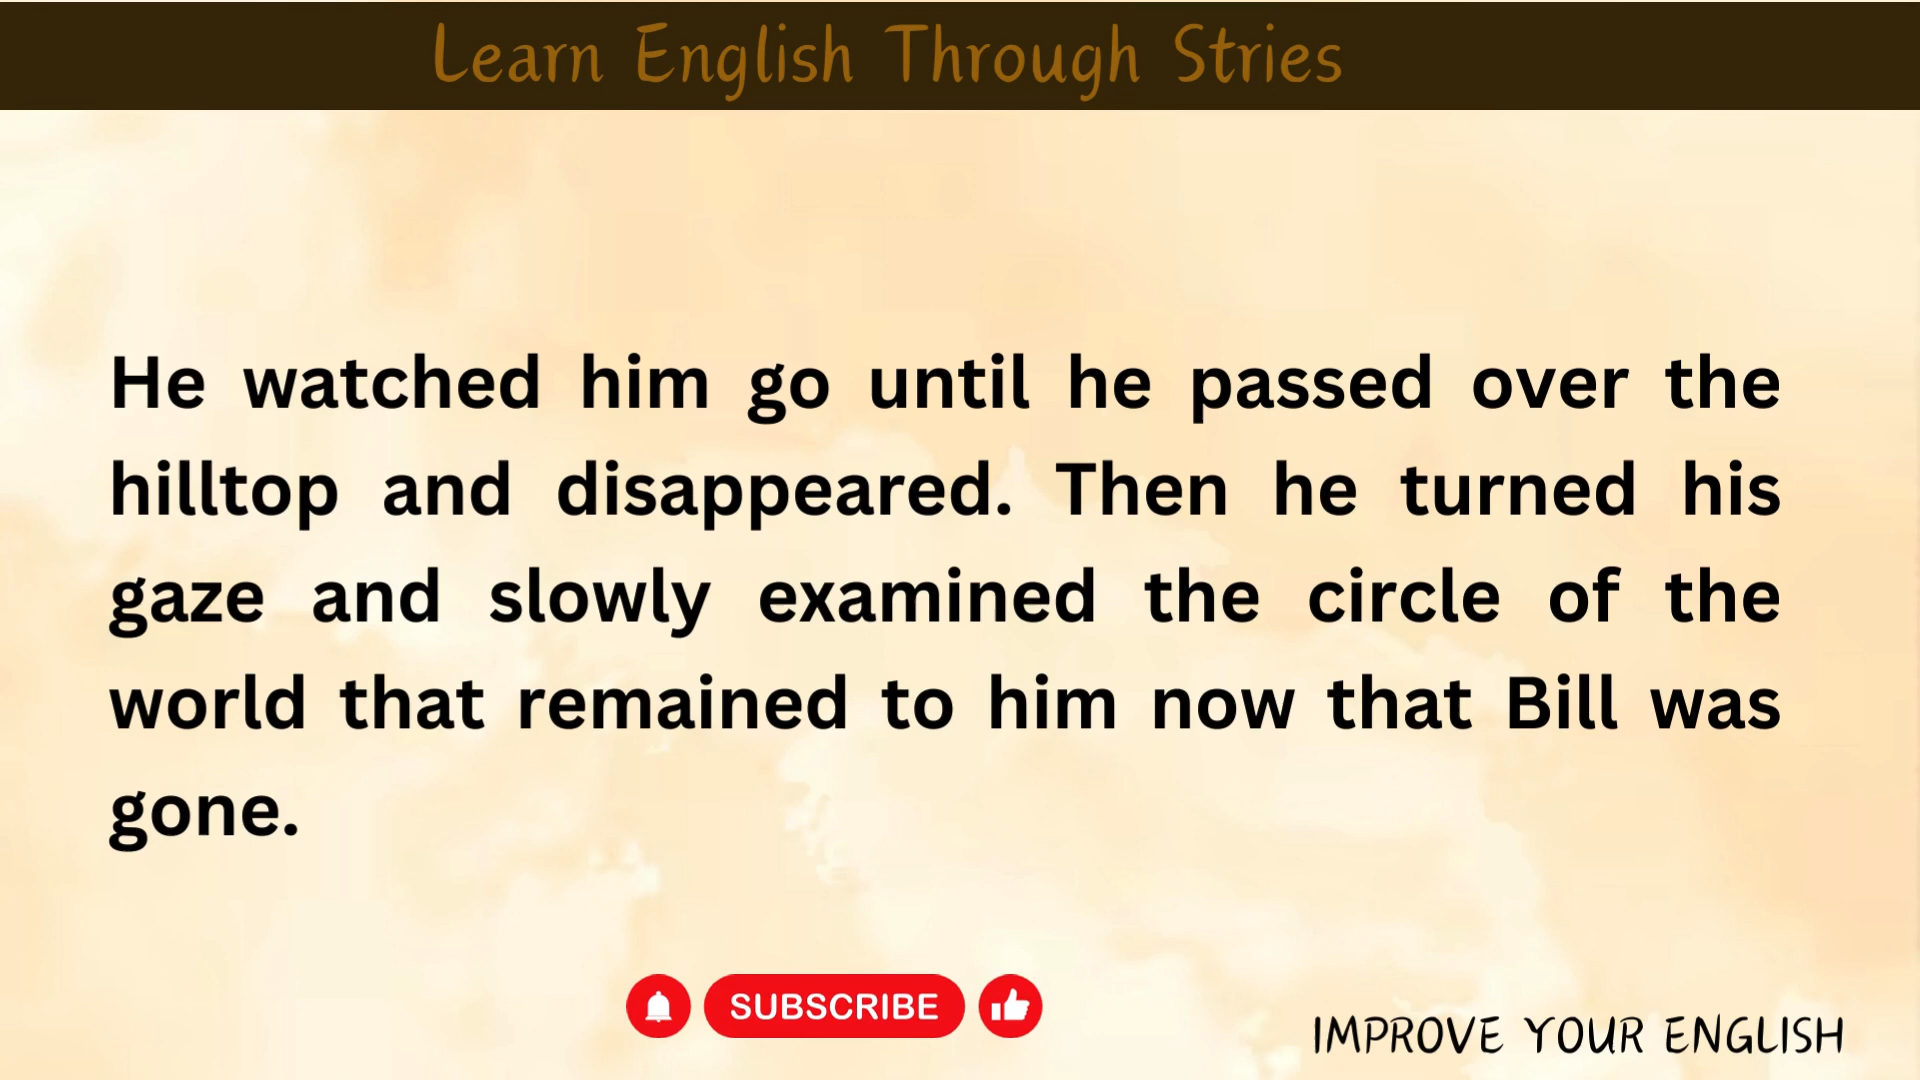 Learn English Through Stries
He watched him go until he passed over the
hilltop and disappeared. Then he turned his
gaze and slowly examined the circle of the
world that remained to him now that Bill was
gone.
SUBSCRIBE
IMPROVE YOUR ENGLISH